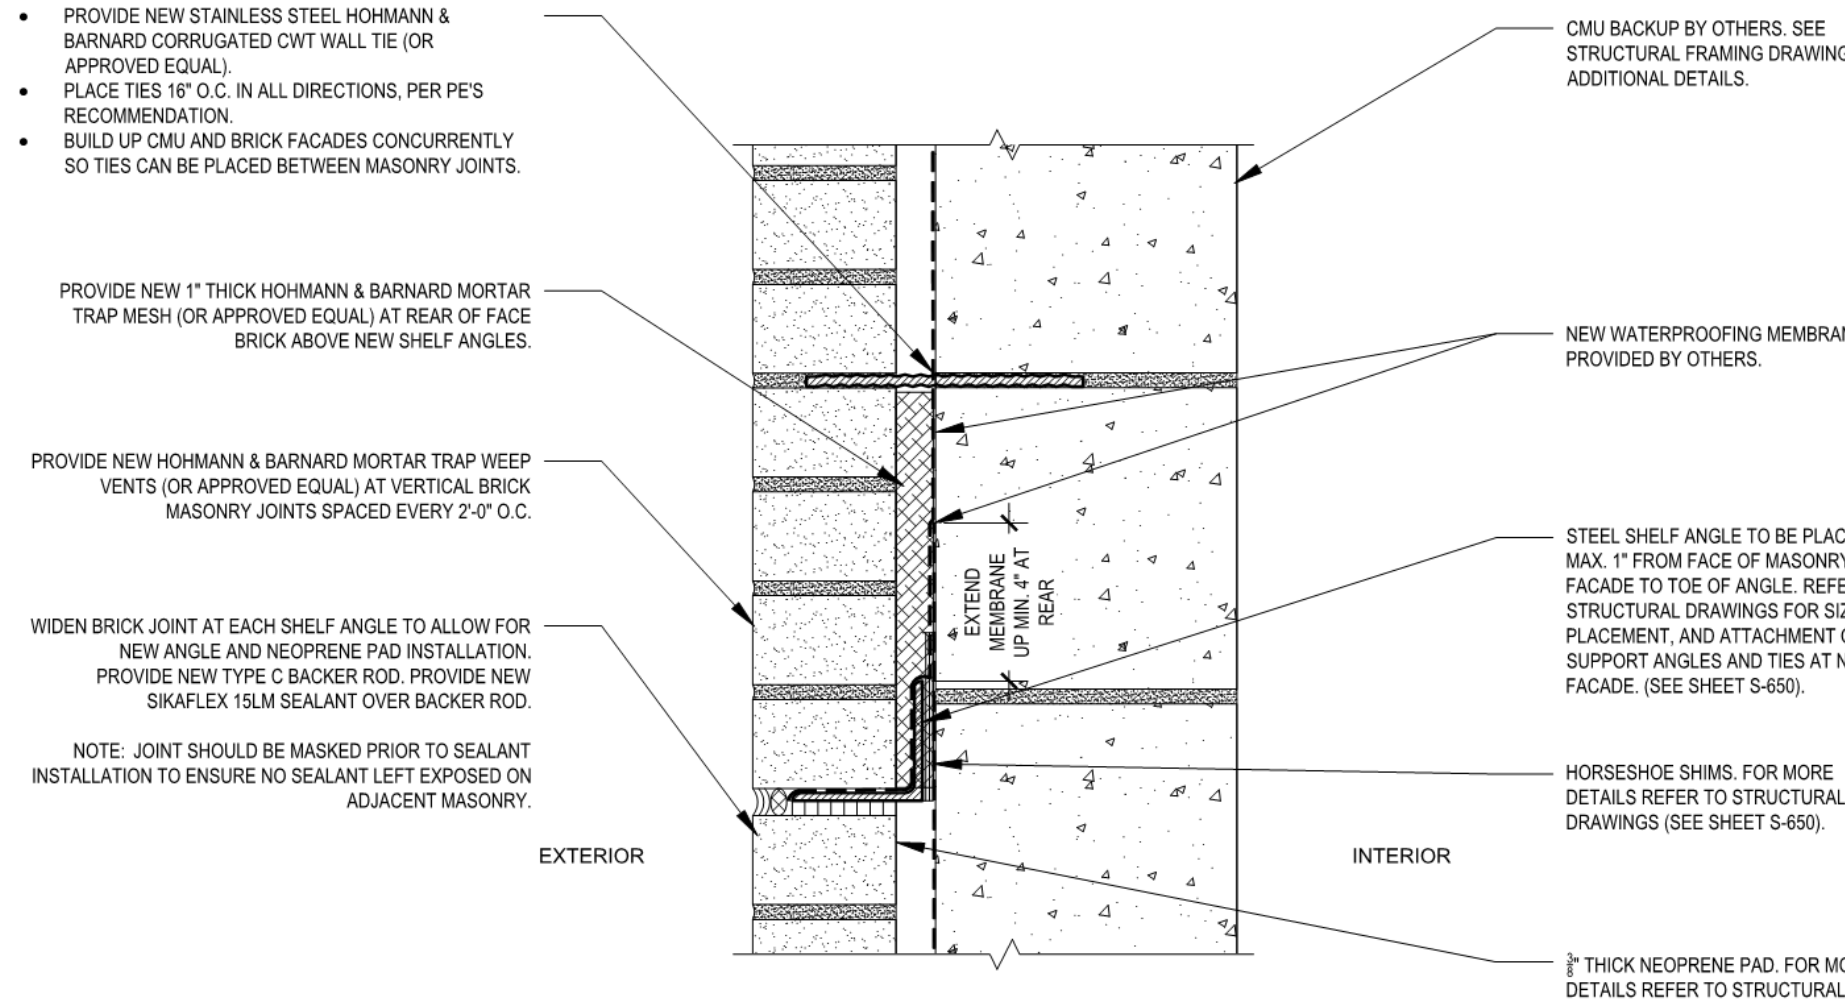 • PROVIDE NEW STAINLESS STEEL HOHMANN &
BARNARD CORRUGATED CWT WALL TIE (OR
APPROVED EQUAL).
• PLACE TIES 16" O.C. IN ALL DIRECTIONS, PER PE'S
RECOMMENDATION.
• BUILD UP CMU AND BRICK FACADES CONCURRENTLY
SO TIES CAN BE PLACED BETWEEN MASONRY JOINTS.
PROVIDE NEW 1" THICK HOHMANN & BARNARD MORTAR
TRAP MESH (OR APPROVED EQUAL) AT REAR OF FACE
BRICK ABOVE NEW SHELF ANGLES.
PROVIDE NEW HOHMANN & BARNARD MORTAR TRAP WEEP
VENTS (OR APPROVED EQUAL) AT VERTICAL BRICK
MASONRY JOINTS SPACED EVERY 2'-0" O.C.
WIDEN BRICK JOINT AT EACH SHELF ANGLE TO ALLOW FOR
NEW ANGLE AND NEOPRENE PAD INSTALLATION.
PROVIDE NEW TYPE C BACKER ROD. PROVIDE NEW
SIKAFLEX 15LM SEALANT OVER BACKER ROD.
NOTE: JOINT SHOULD BE MASKED PRIOR TO SEALANT
INSTALLATION TO ENSURE NO SEALANT LEFT EXPOSED ON
ADJACENT MASONRY.
EXTERIOR
EXTEND
MEMBRANE
UP MIN. 4" AT
REAR
INTERIOR
CMU BACKUP BY OTHERS. SEE
STRUCTURAL FRAMING DRAWING
ADDITIONAL DETAILS.
NEW WATERPROOFING MEMBRAN
PROVIDED BY OTHERS.
STEEL SHELF ANGLE TO BE PLAC
MAX. 1" FROM FACE OF MASONRY
FACADE TO TOE OF ANGLE. REFE
STRUCTURAL DRAWINGS FOR SIZ
PLACEMENT, AND ATTACHMENT O
SUPPORT ANGLES AND TIES AT N
FACADE. (SEE SHEET S-650).
HORSESHOE SHIMS. FOR MORE
DETAILS REFER TO STRUCTURAL
DRAWINGS (SEE SHEET S-650).
⅜" THICK NEOPRENE PAD. FOR MO
DETAILS REFER TO STRUCTURAL